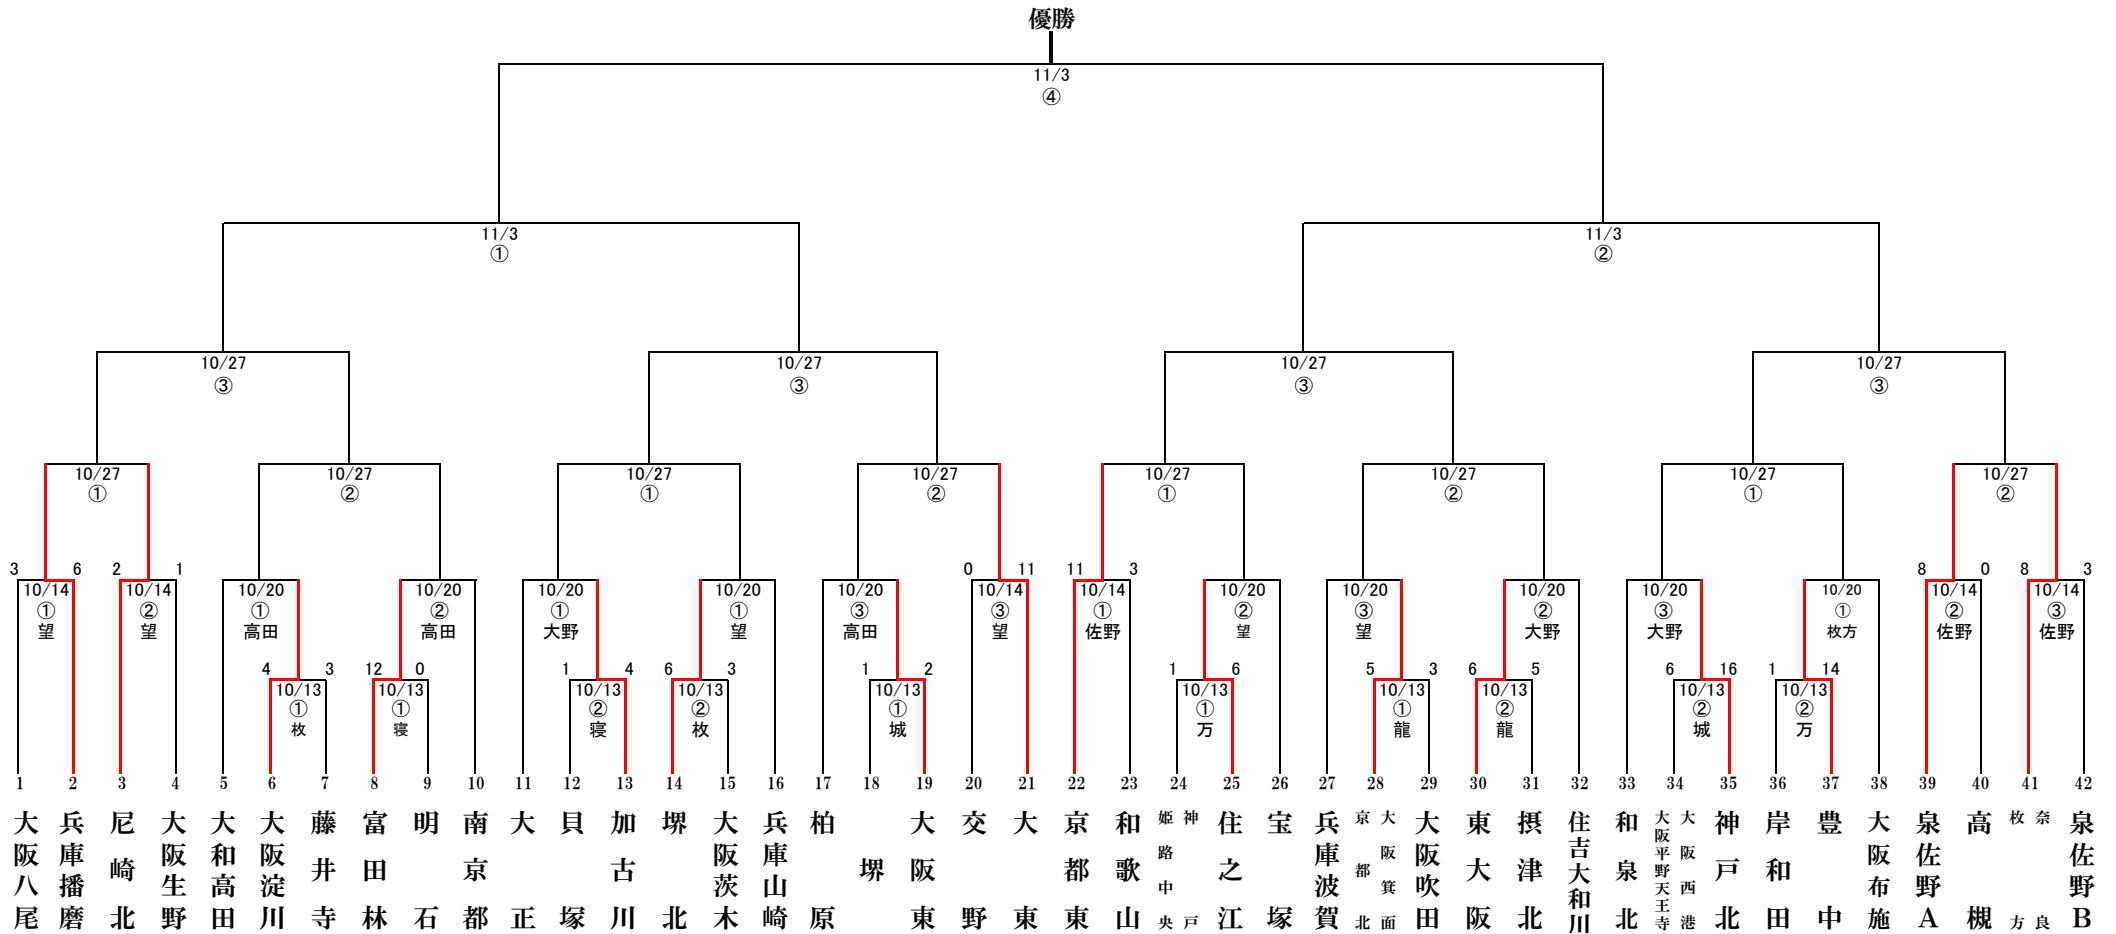 優勝
11/3
④
11/3 11/3
① ②
10/27 10/27 10/27 10/27
③ ③ ③ ③
10/27 10/27 10/27 10/27 10/27 10/27 10/27 10/27
① ② ① ② ① ② ① ②
3 6 2 1 0 11 11 3 8 0 8 3
10/14 10/14 10/20 10/20 10/20 10/20 10/20 10/14 10/14 10/20 10/20 10/20 10/20 10/20 10/14 10/14
① ② ① ② ① ① ③ ③ ① ② ③ ② ③ ① ② ③
望 望 高田 高田 大野 望 高田 望 佐野 望 望 大野 大野 枚方 佐野 佐野
4 3 12 0 1 4 6 3 1 2 1 6 5 3 6 5 6 16 1 14
10/13 10/13 10/13 10/13 10/13 10/13 10/13 10/13 10/13 10/13
① ① ② ② ① ① ① ② ② ②
枚 寝 寝 枚 城 万 龍 龍 城 万
1 2 3 4 5 6 7 8 9 10 11 12 13 14 15 16 17 18 19 20 21 22 23 24 25 26 27 28 29 30 31 32 33 34 35 36 37 38 39 40 41 42
大阪八尾
兵庫播磨
尼崎北
大阪生野
大和高田
大阪淀川
藤井寺
富田林
明石
南京都
大正
貝塚
加古川
堺北
大阪茨木
兵庫山崎
柏原
堺
大阪東
交野
大東
京都東
和歌山
姫路中央
神戸
住之江
宝塚
兵庫波賀
京都北
大阪箕面
大阪吹田
東大阪
摂津北
住吉大和川
和泉北
大阪平野天王寺
大阪西港
神戸北
岸和田
豊中
大阪布施
泉佐野A
高槻
枚方
奈良
泉佐野B